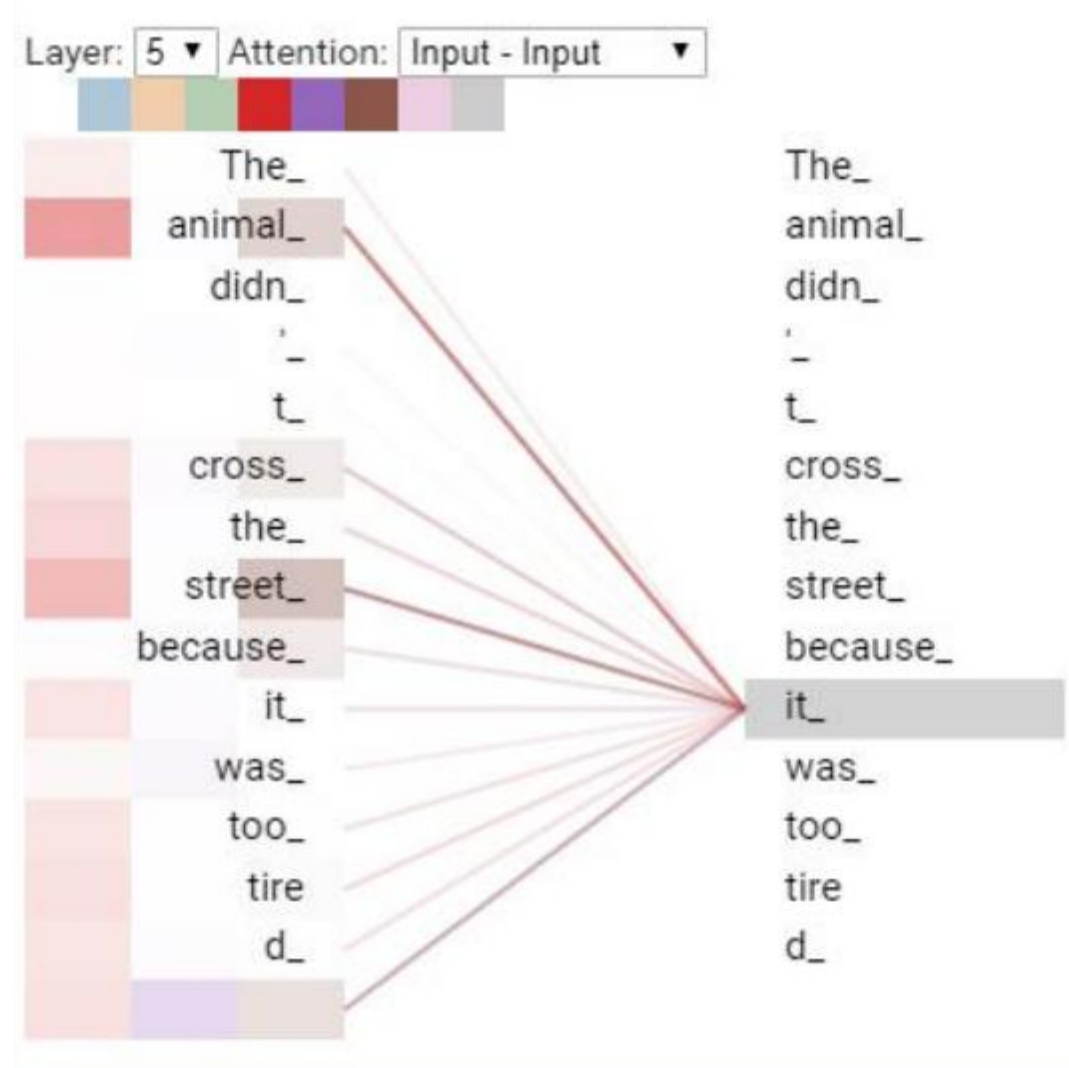 Layer: 5 Attention: Input - Input
The_ The_
animal_ animal_
didn_ didn_
'_ '_
t_ t_
cross_ cross_
the_ the_
street_ street_
because_ because_
it_ it_
was_ was_
too_ too_
tire tire
d_ d_